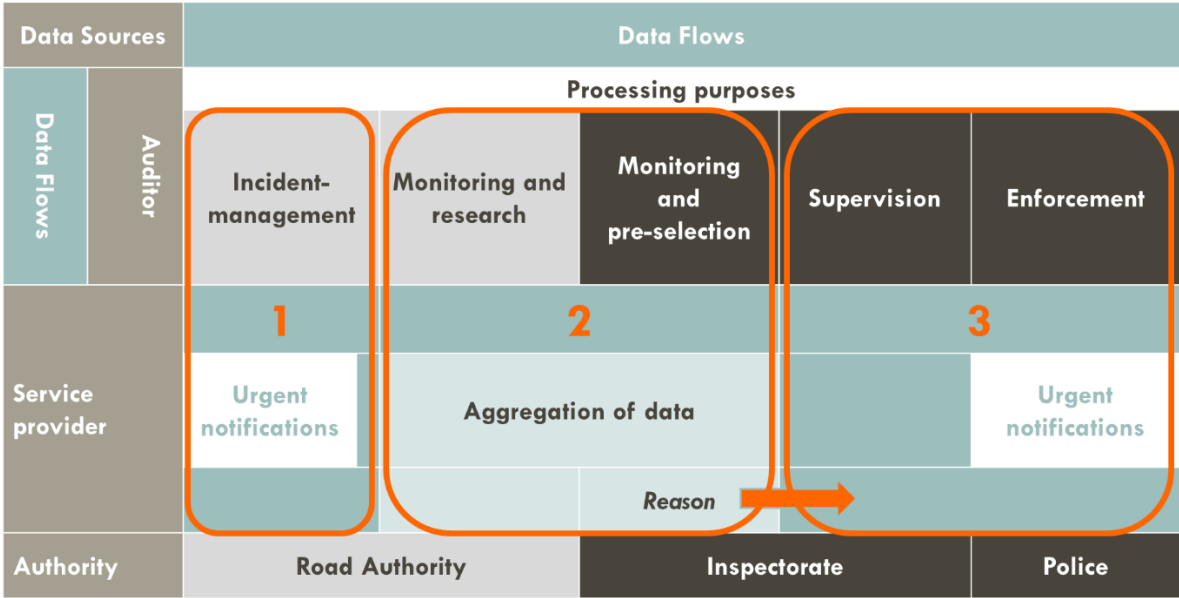 Data Sources
Data Flows
Processing purposes
Data Flows
Auditor
Incident-
management
Monitoring and
research
Monitoring
and
pre-selection
Supervision
Enforcement
1
2
3
Service
provider
Urgent
notifications
Aggregation of data
Urgent
notifications
Reason
Authority
Road Authority
Inspectorate
Police